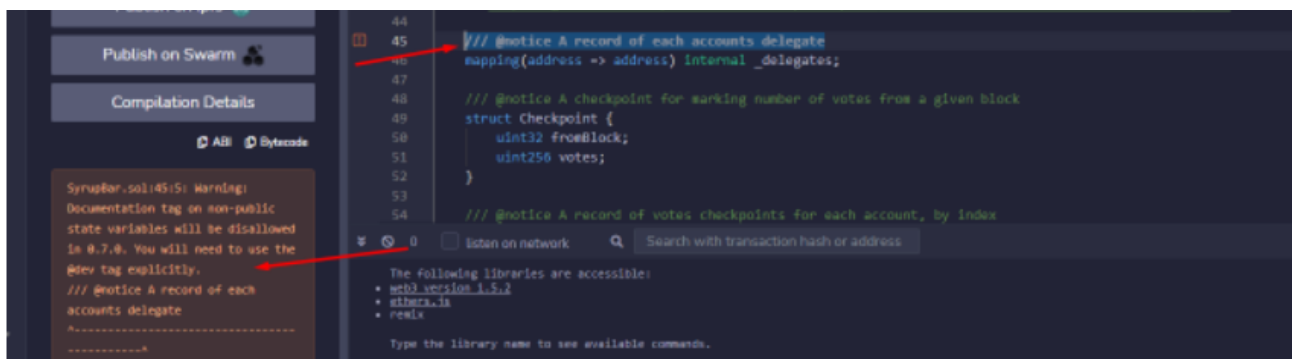 Publish on Swarm
Compilation Details
ABI Bytecode
SyrupBar.sol:45:5: Warning:
Documentation tag on non-public
state variables will be disallowed
in 0.7.0. You will need to use the
@dev tag explicitly.
/// @notice A record of each
accounts delegate
^----------------------------------
-----------^
44
45 /// @notice A record of each accounts delegate
46 mapping(address => address) internal _delegates;
47
48 /// @notice A checkpoint for marking number of votes from a given block
49 struct Checkpoint {
50 uint32 fromBlock;
51 uint256 votes;
52 }
53
54 /// @notice A record of votes checkpoints for each account, by index
0 listen on network Search with transaction hash or address
The following libraries are accessible:
web3 version 1.5.2
ethers.js
remix
Type the library name to see available commands.